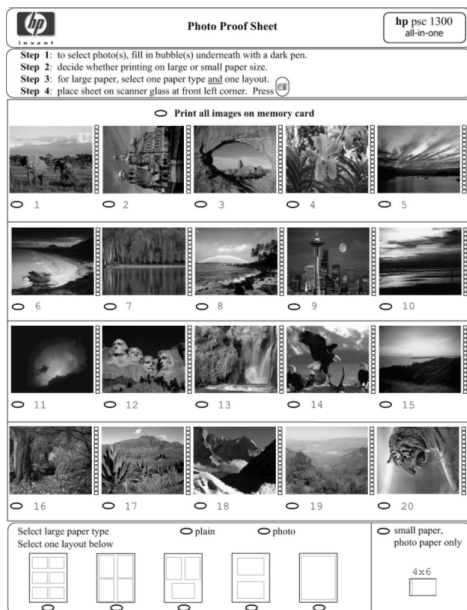 hp
invent
Photo Proof Sheet
hp psc 1300
all-in-one
Step 1: to select photo(s), fill in bubble(s) underneath with a dark pen.
Step 2: decide whether printing on large or small paper size.
Step 3: for large paper, select one paper type and one layout.
Step 4: place sheet on scanner glass at front left corner. Press
Print all images on memory card
1 2 3 4 5
6 7 8 9 10
11 12 13 14 15
16 17 18 19 20
Select large paper type plain photo
Select one layout below
small paper,
photo paper only
4x6